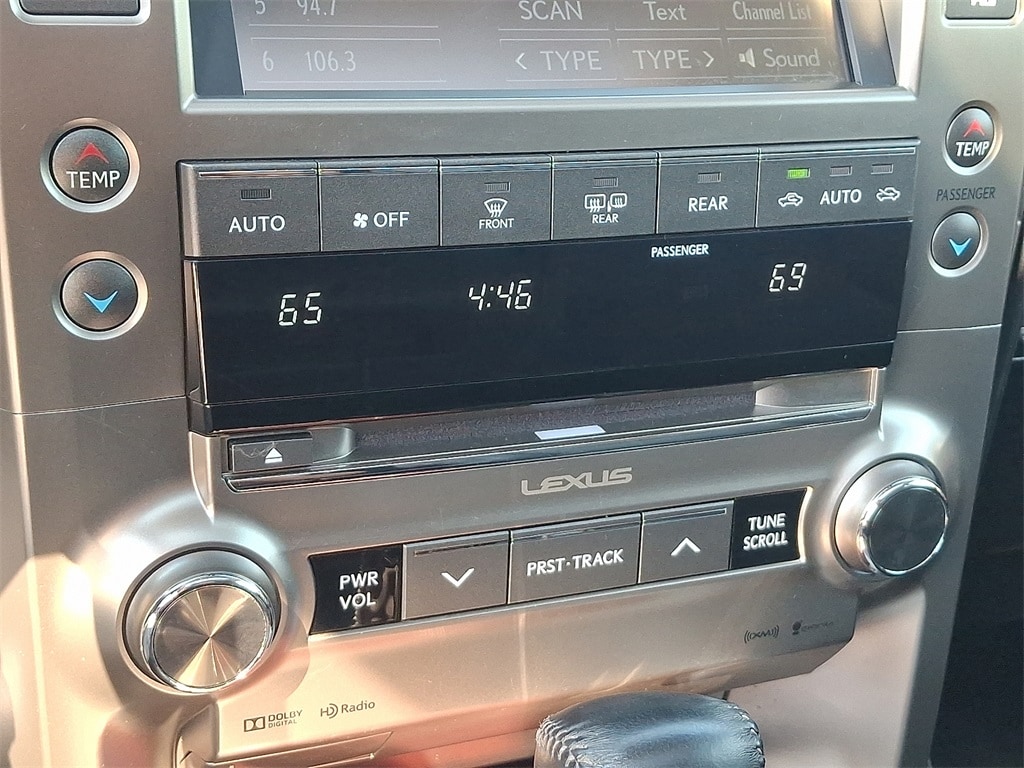 5 94.7
SCAN
Text
Channel List
6 106.3
< TYPE
TYPE >
Sound
TEMP
TEMP
AUTO
OFF
FRONT
REAR
REAR
AUTO
PASSENGER
PASSENGER
65
4:46
69
LEXUS
PWR
VOL
PRST·TRACK
TUNE
SCROLL
((XM))
DOLBY
DIGITAL
HD Radio